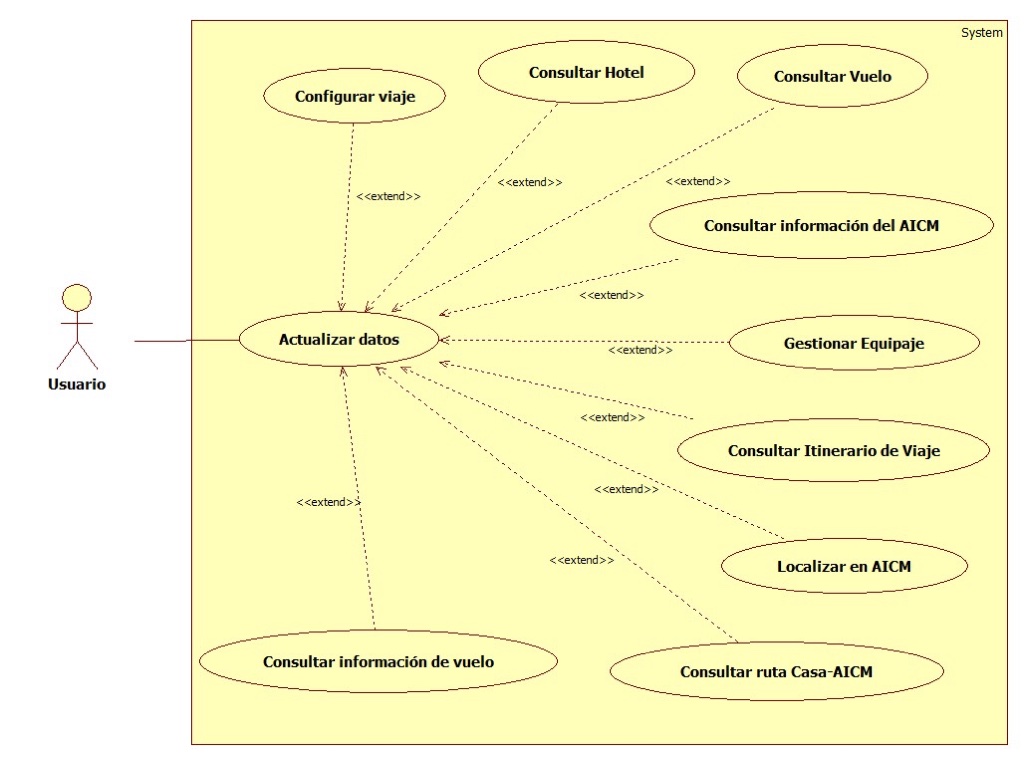 System
Consultar Hotel
Consultar Vuelo
Configurar viaje
<<extend>>
<<extend>>
<<extend>>
Consultar información del AICM
<<extend>>
Actualizar datos
Gestionar Equipaje
<<extend>>
Usuario
<<extend>>
Consultar Itinerario de Viaje
<<extend>>
<<extend>>
<<extend>>
Localizar en AICM
Consultar información de vuelo
Consultar ruta Casa-AICM